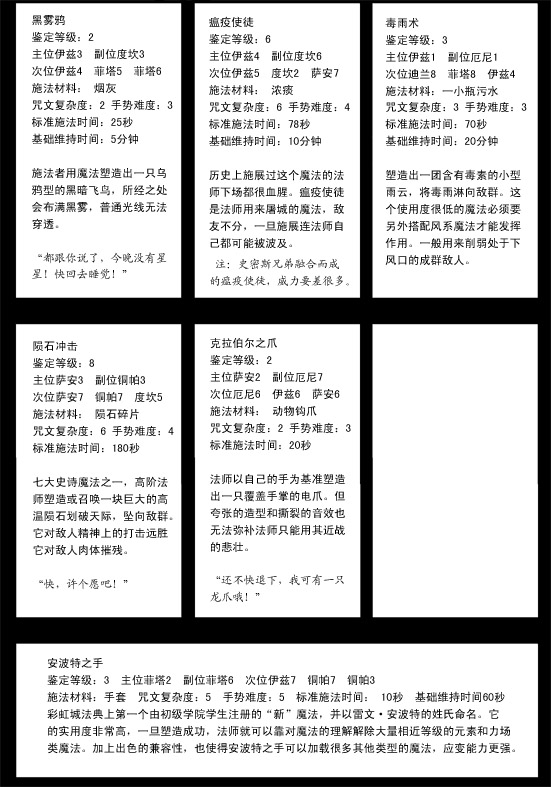 黑雾鸦
鉴定等级：2
主位伊兹3　副位度坎3
次位伊兹4　菲塔5　菲塔6
施法材料：　烟灰
咒文复杂度：2 手势难度：3
标准施法时间：25秒
基础维持时间：5分钟
施法者用魔法塑造出一只乌
鸦型的黑暗飞鸟，所经之处
会布满黑雾，普通光线无法
穿透。
“都跟你说了，今晚没有星
星！快回去睡觉！”
瘟疫使徒
鉴定等级：6
主位伊兹4　副位度坎6
次位伊兹5　度坎2　萨安7
施法材料：　浓痰
咒文复杂度：6 手势难度：4
标准施法时间：78秒
基础维持时间：10分钟
历史上施展过这个魔法的法
师下场都很血腥。瘟疫使徒
是法师用来屠城的魔法，敌
友不分，一旦施展连法师自
己都可能被波及。
注：史密斯兄弟融合而成
的瘟疫使徒，威力要差很多。
毒雨术
鉴定等级：3
主位伊兹1　副位厄尼1
次位迪兰8　菲塔8　伊兹4
施法材料：一小瓶污水
咒文复杂度：3 手势难度：3
标准施法时间：70秒
基础维持时间：20分钟
塑造出一团含有毒素的小型
雨云，将毒雨淋向敌群。这
个使用度很低的魔法必须要
另外搭配风系魔法才能发挥
作用。一般用来削弱处于下
风口的成群敌人。
陨石冲击
鉴定等级：8
主位萨安3　副位铜帕3
次位萨安7　铜帕7　度坎5
施法材料：　陨石碎片
咒文复杂度：6 手势难度：4
标准施法时间：180秒
七大史诗魔法之一，高阶法
师塑造或召唤一块巨大的高
温陨石划破天际，坠向敌群。
它对敌人精神上的打击远胜
它对敌人肉体摧残。
“快，许个愿吧！”
克拉伯尔之爪
鉴定等级：2
主位萨安2　副位厄尼7
次位厄尼6　伊兹6　萨安6
施法材料：　动物钩爪
咒文复杂度：2 手势难度：3
标准施法时间：20秒
法师以自己的手为基准塑造
出一只覆盖手掌的电爪。但
夸张的造型和撕裂的音效也
无法弥补法师只能用其近战
的悲壮。
“还不快退下，我可有一只
龙爪哦！”
安波特之手
鉴定等级：3　主位菲塔2　副位菲塔6　次位伊兹7　铜帕7　铜帕3
施法材料：手套　咒文复杂度：5　手势难度：5　标准施法时间：　10秒　基础维持时间60秒
彩虹城法典上第一个由初级学院学生注册的“新”魔法，并以雷文·安波特的姓氏命名。它
的实用度非常高，一旦塑造成功，法师就可以靠对魔法的理解解除大量相近等级的元素和力场
类魔法。加上出色的兼容性，也使得安波特之手可以加载很多其他类型的魔法，应变能力更强。